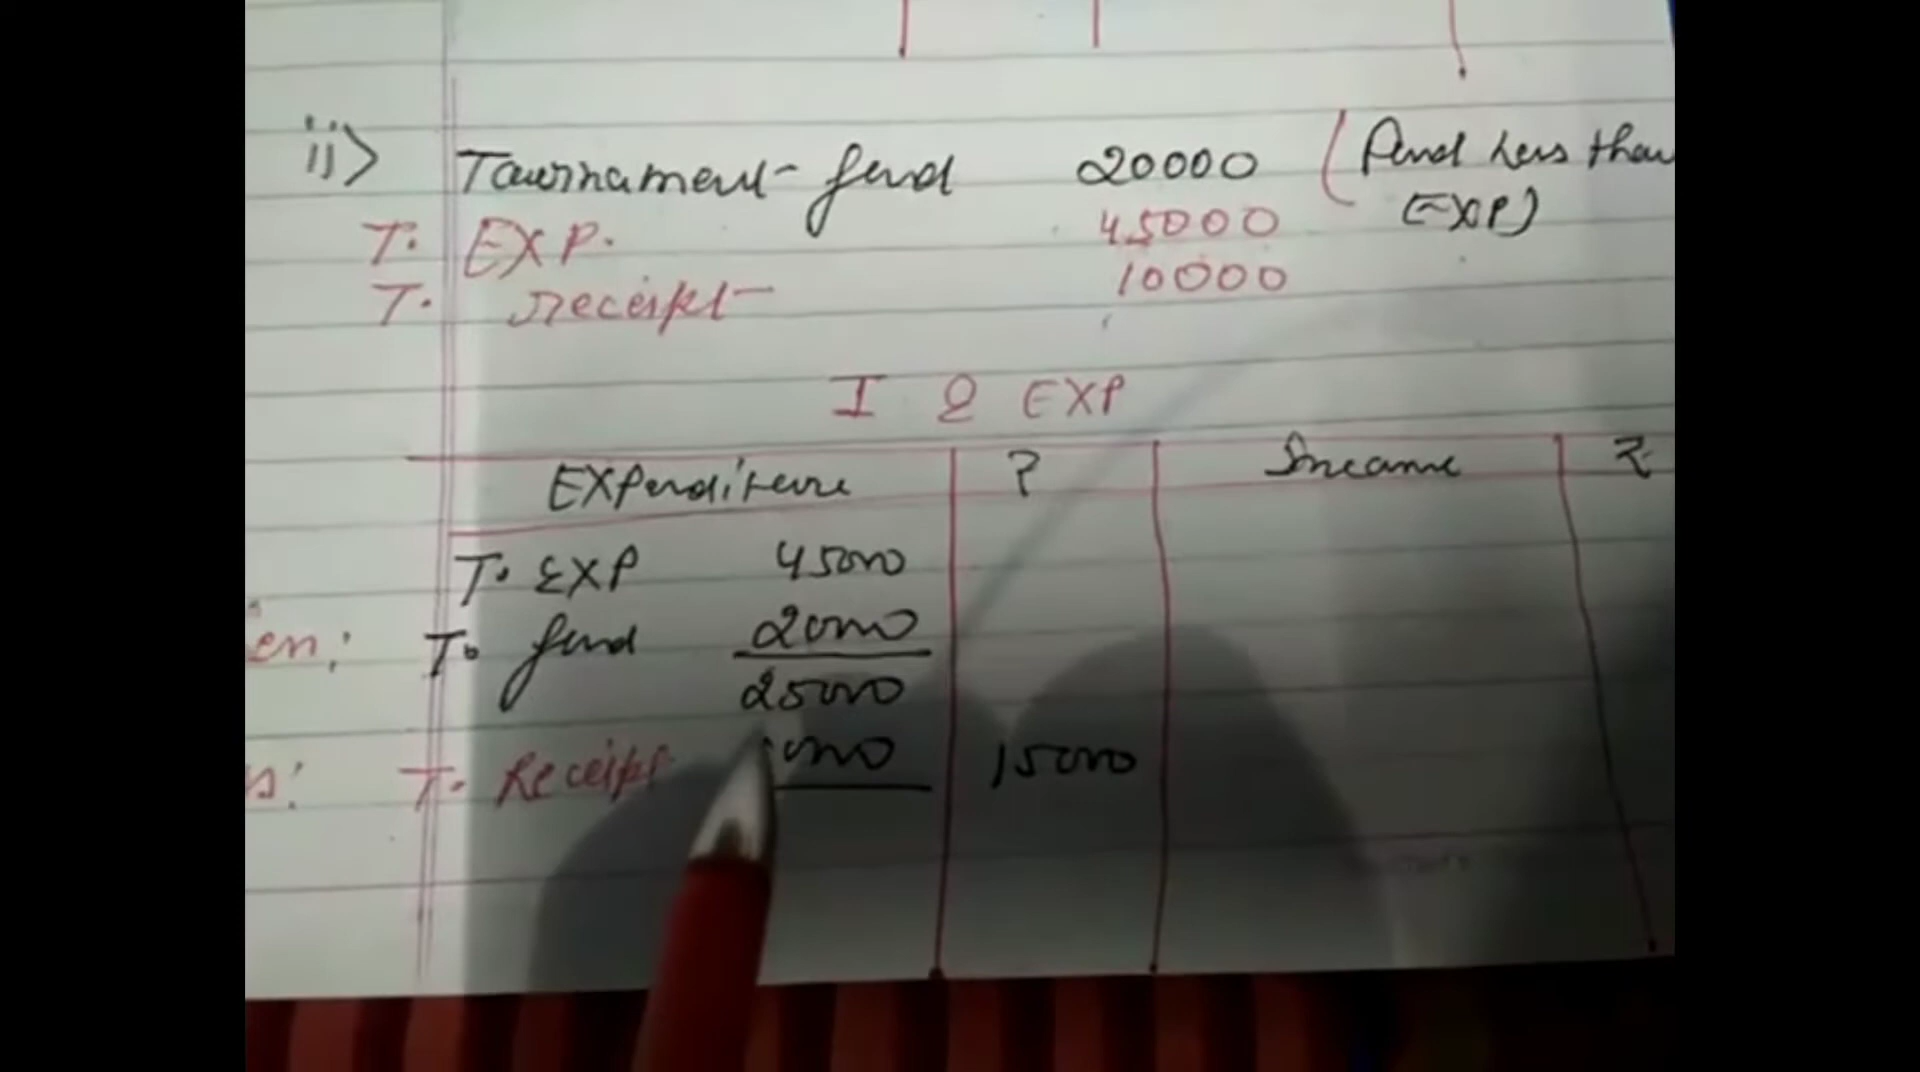 ii>
Tournament fund 20000 (Fund Less than
EXP)
T. EXP. 45000
T. receipt 10000
I & EXP
Expenditure ₹ Income ₹
T. EXP 45000
en: T. fund 20000
25000
s: T. Receipt 15000